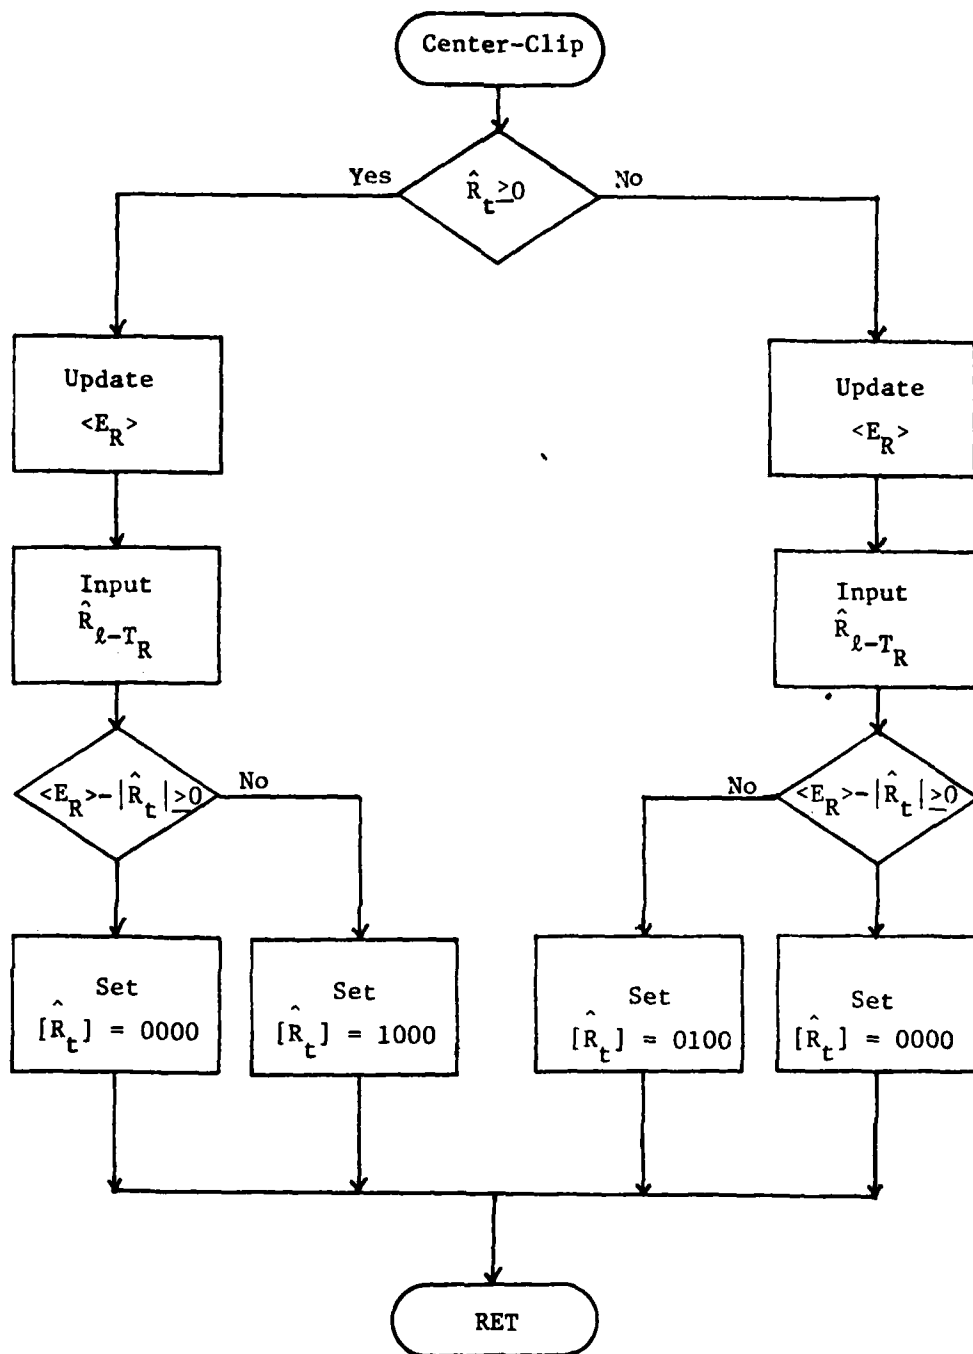 Center-Clip
Yes
R̂t≥0
No
Update
<ER>
Update
<ER>
Input
R̂ℓ-TR
Input
R̂ℓ-TR
<ER>-|R̂t|≥0
No
No
<ER>-|R̂t|≥0
Set
[R̂t] = 0000
Set
[R̂t] = 1000
Set
[R̂t] = 0100
Set
[R̂t] = 0000
RET